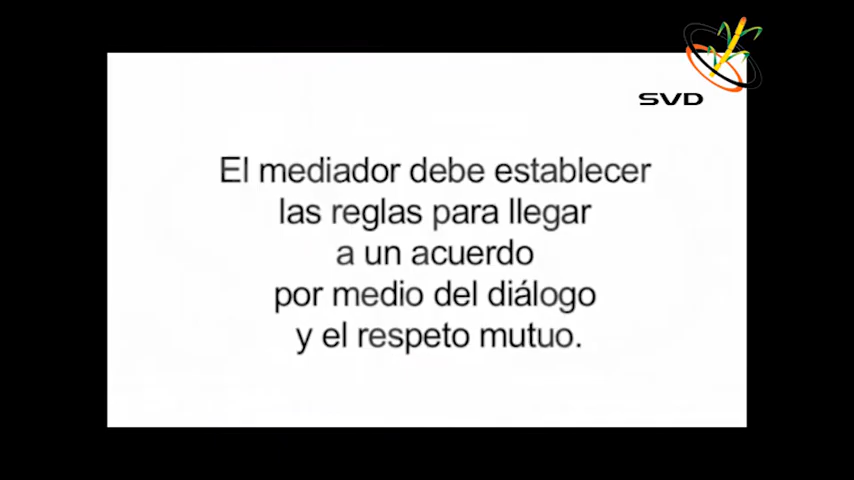 SVD
El mediador debe establecer
las reglas para llegar
a un acuerdo
por medio del diálogo
y el respeto mutuo.